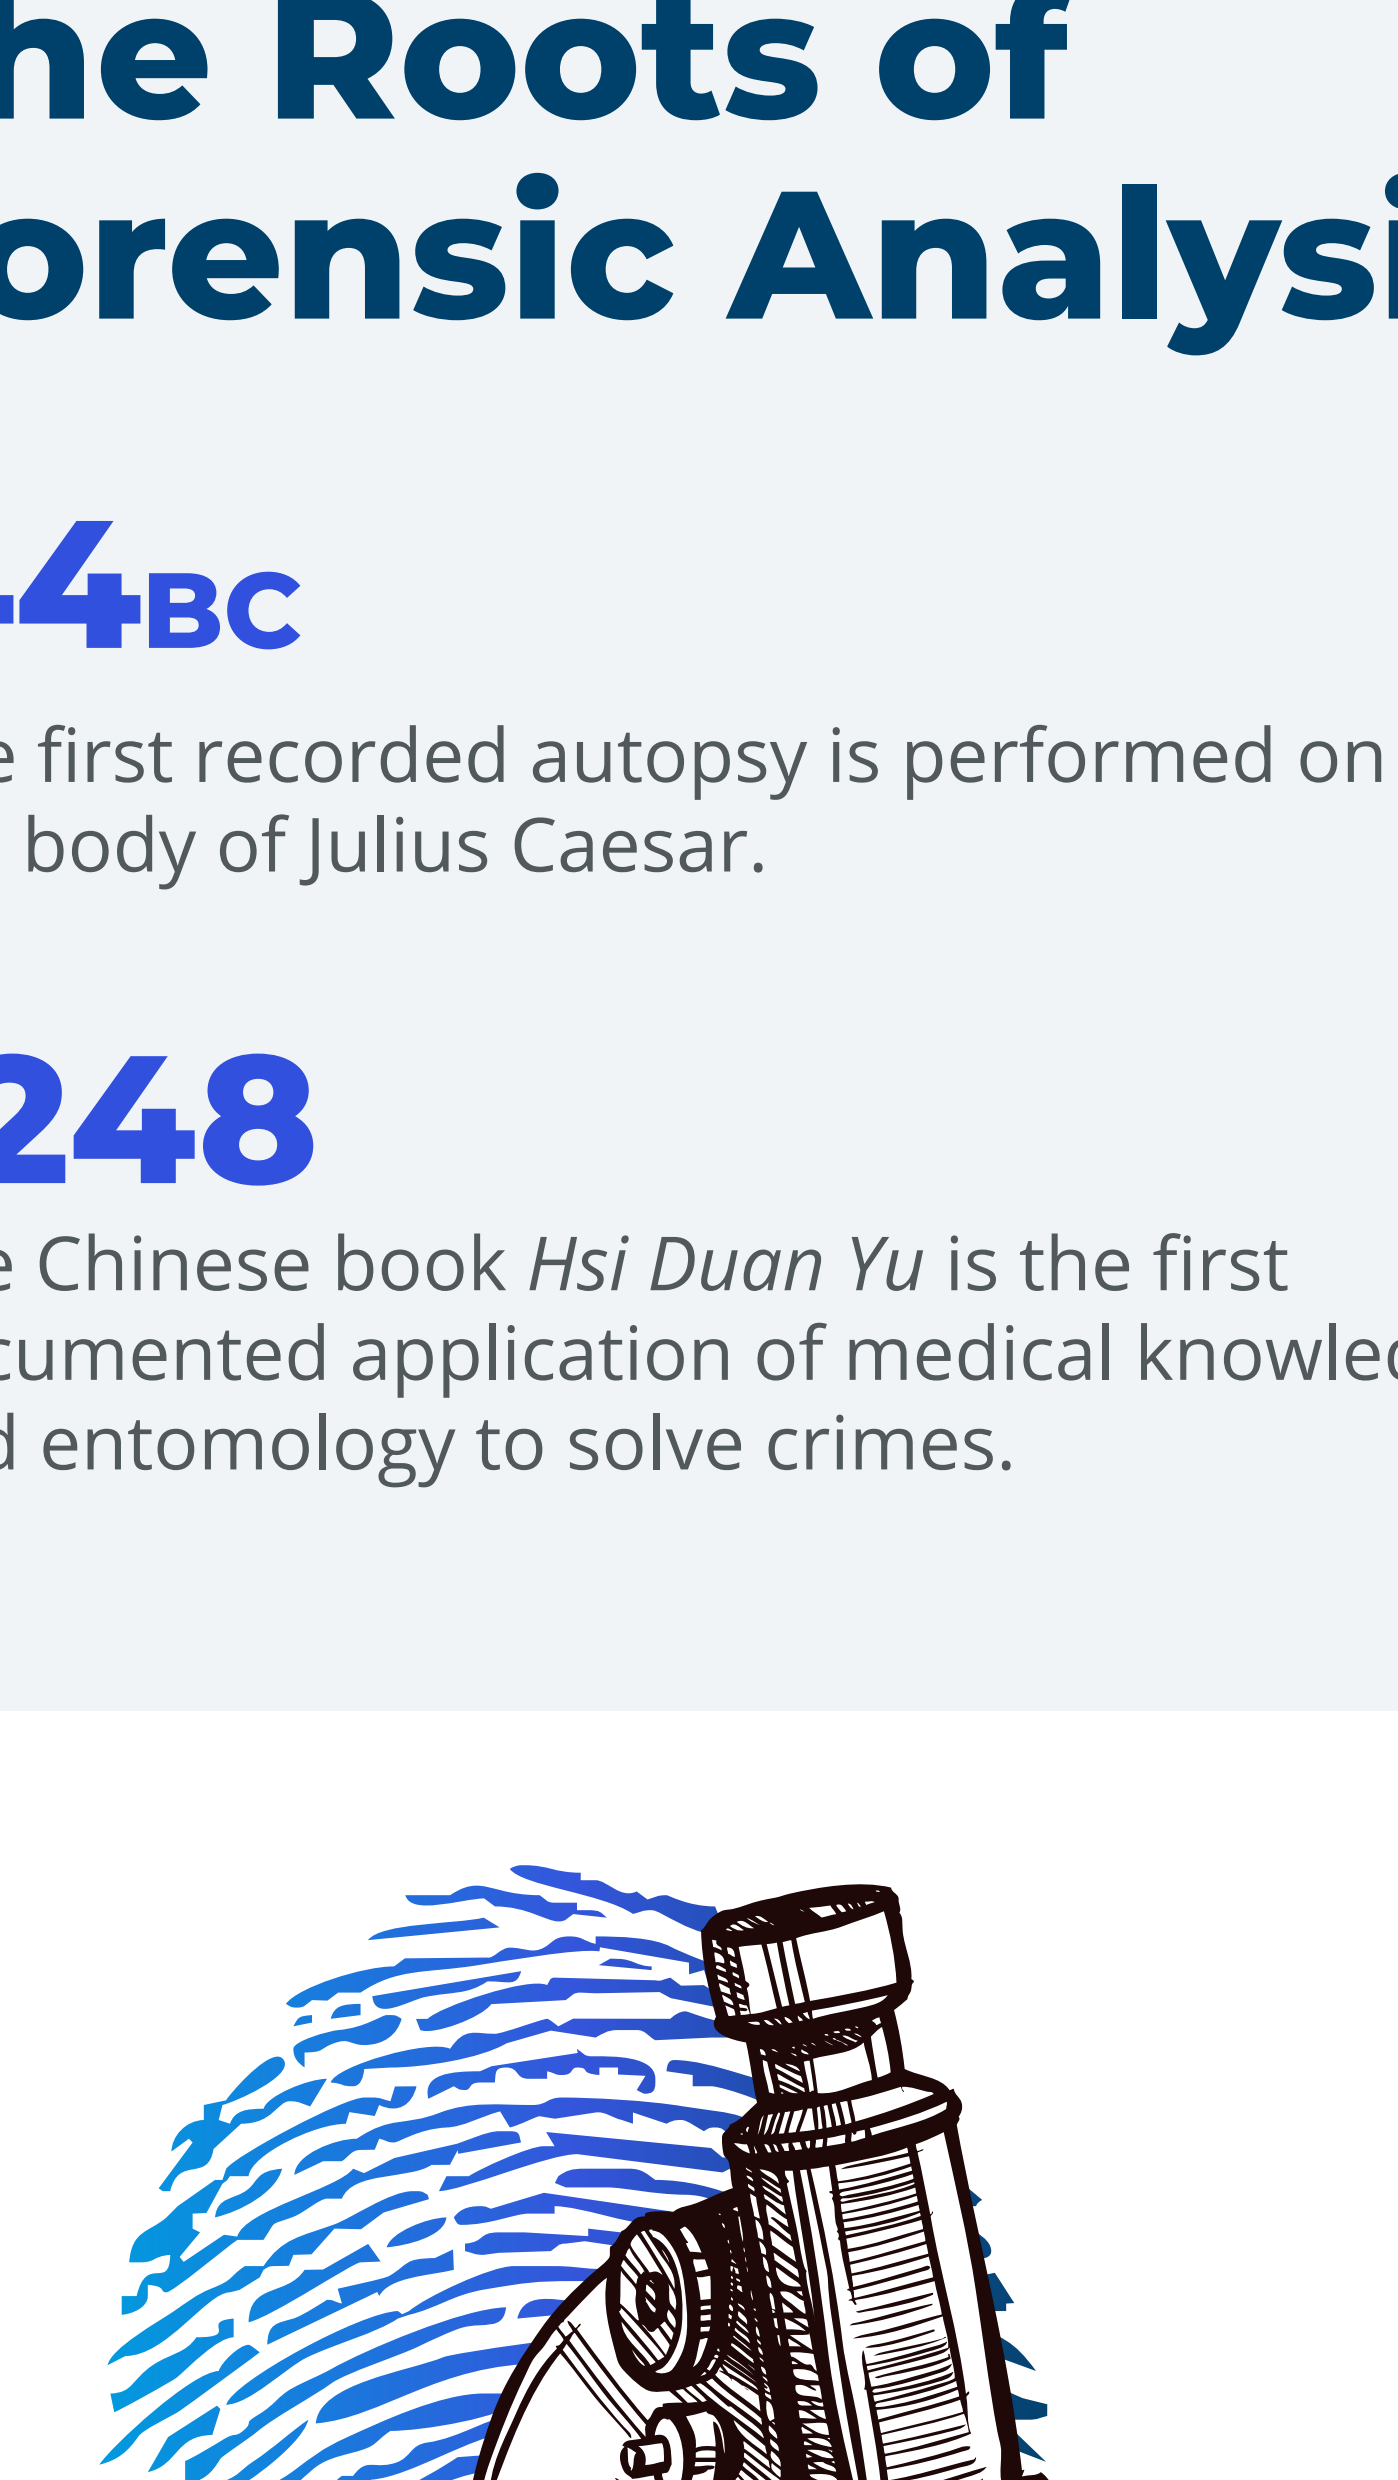 he Roots of
orensic Analysi
4BC
e first recorded autopsy is performed on
body of Julius Caesar.
248
e Chinese book Hsi Duan Yu is the first
cumented application of medical knowled
d entomology to solve crimes.